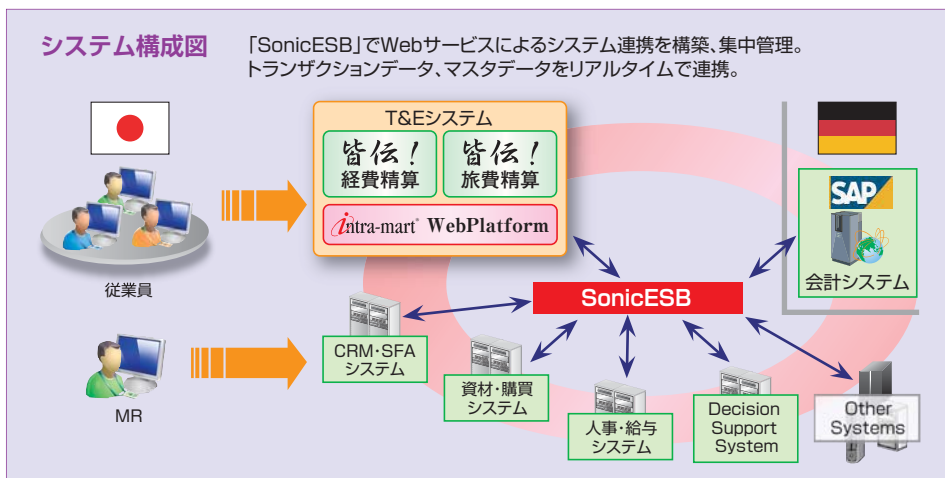 システム構成図
「SonicESB」でWebサービスによるシステム連携を構築、集中管理。
トランザクションデータ、マスタデータをリアルタイムで連携。
T&Eシステム
皆伝!
経費精算
皆伝!
旅費精算
intra-mart® WebPlatform
従業員
SAP
会計システム
SonicESB
MR
CRM・SFA
システム
資材・購買
システム
人事・給与
システム
Decision
Support
System
Other
Systems